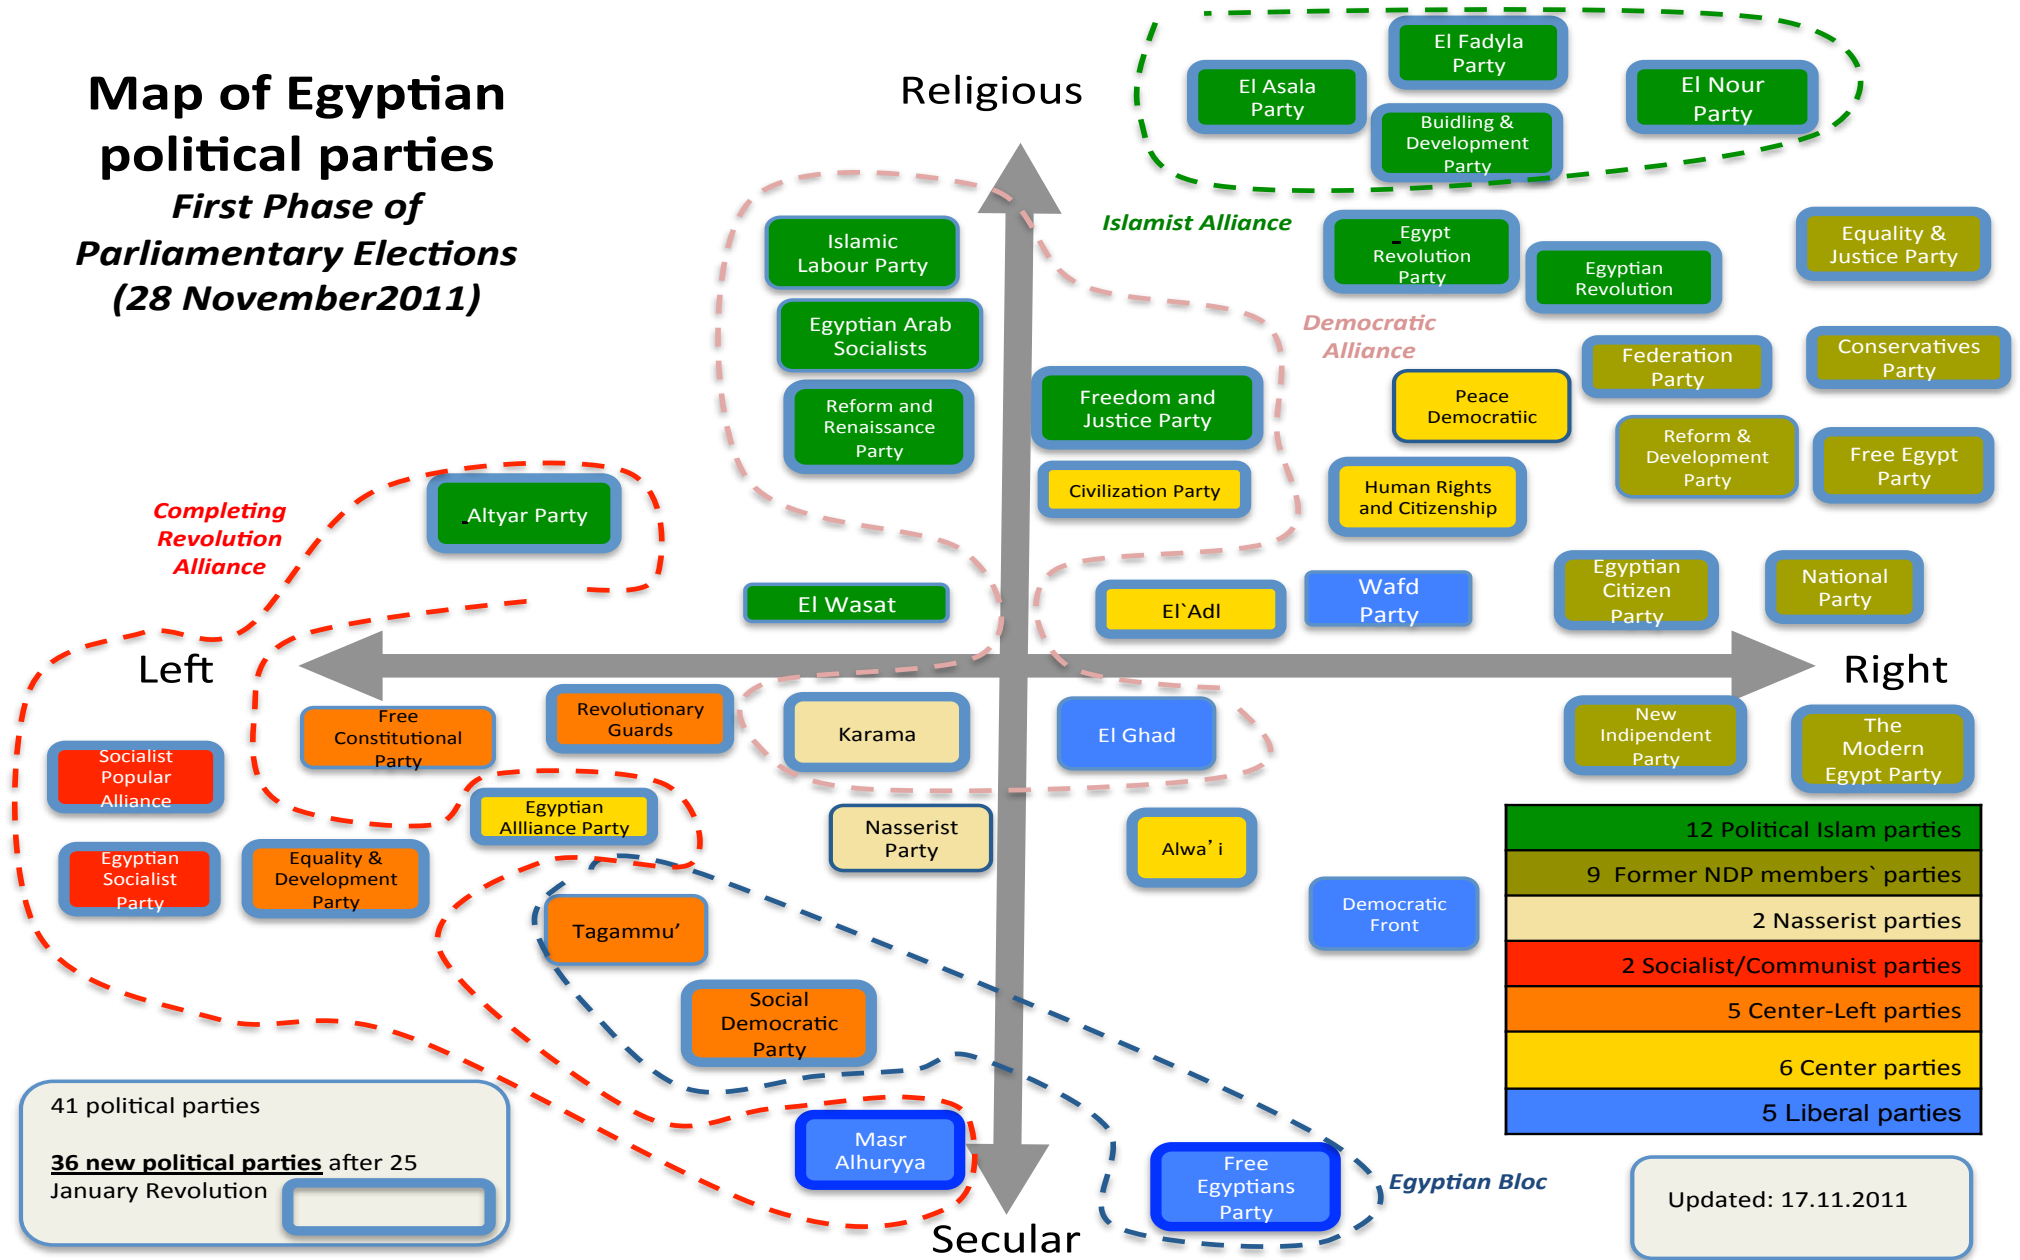 Map of Egyptian
political parties
First Phase of
Parliamentary Elections
(28 November2011)
Religious
El Asala
Party
El Fadyla
Party
Buidling &
Development
Party
El Nour
Party
Islamist Alliance
Islamic
Labour Party
Egypt
Revolution
Party
Egyptian
Revolution
Equality &
Justice Party
Egyptian Arab
Socialists
Democratic
Alliance
Federation
Party
Conservatives
Party
Reform and
Renaissance
Party
Freedom and
Justice Party
Peace
Democratiic
Reform &
Development
Party
Free Egypt
Party
Civilization Party
Human Rights
and Citizenship
Completing
Revolution
Alliance
Altyar Party
El Wasat
El`Adl
Wafd
Party
Egyptian
Citizen
Party
National
Party
Left
Right
Free
Constitutional
Party
Revolutionary
Guards
Karama
El Ghad
New
Indipendent
Party
The
Modern
Egypt Party
Socialist
Popular
Alliance
Egyptian
Allliance Party
Nasserist
Party
Alwa’ i
Egyptian
Socialist
Party
Equality &
Development
Party
Tagammu’
Democratic
Front
Social
Democratic
Party
Masr
Alhuryya
Free
Egyptians
Party
Egyptian Bloc
Secular
12 Political Islam parties
9 Former NDP members` parties
2 Nasserist parties
2 Socialist/Communist parties
5 Center-Left parties
6 Center parties
5 Liberal parties
41 political parties
36 new political parties after 25
January Revolution
Updated: 17.11.2011